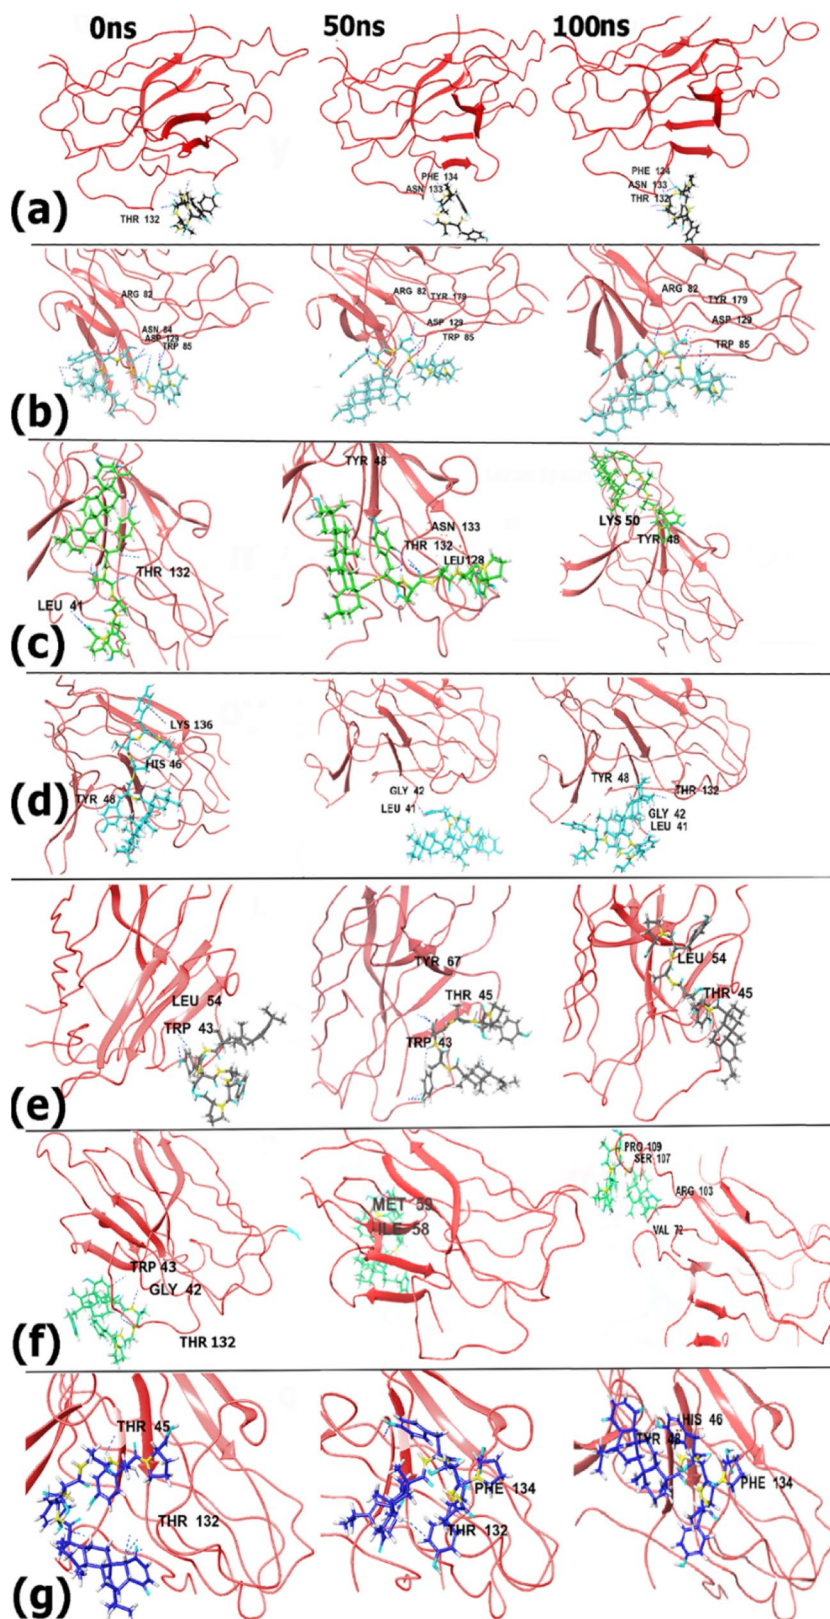 0ns 50ns 100ns
THR 132
PHE 134
ASN 133
PHE 134
ASN 133
THR 132
(a)
ARG 82
ASN 84
ASP 129
TRP 85
ARG 82
TYR 179
ASP 129
TRP 85
ARG 82
TYR 179
ASP 129
TRP 85
(b)
THR 132
LEU 41
TYR 48
ASN 133
THR 132
LEU128
LYS 50
TYR 48
(c)
LYS 136
HIS 46
TYR 48
GLY 42
LEU 41
TYR 48
THR 132
GLY 42
LEU 41
(d)
LEU 54
TRP 43
TYR 67
THR 45
TRP 43
LEU 54
THR 45
(e)
TRP 43
GLY 42
THR 132
MET 59
ILE 58
PRO 109
SER 107
ARG 103
VAL 72
(f)
THR 45
THR 132
PHE 134
THR 132
HIS 46
TYR 48
PHE 134
(g)